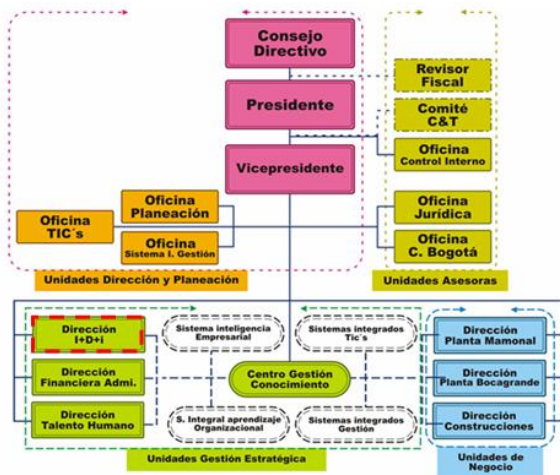 Consejo
Directivo
Revisor
Fiscal
Presidente
Comité
C&T
Oficina
Control Interno
Vicepresidente
Oficina
Planeación
Oficina
Jurídica
Oficina
TIC´s
Oficina
Sistema I. Gestión
Oficina
C. Bogotá
Unidades Dirección y Planeación
Unidades Asesoras
Dirección
I+D+i
Sistema inteligencia
Empresarial
Sistemas integrados
Tic´s
Dirección
Planta Mamonal
Dirección
Financiera Admi.
Centro Gestión
Conocimiento
Dirección
Planta Bocagrande
Dirección
Talento Humano
S. Integral aprendizaje
Organizacional
Sistemas integrados
Gestión
Dirección
Construcciones
Unidades Gestión Estratégica
Unidades de
Negocio